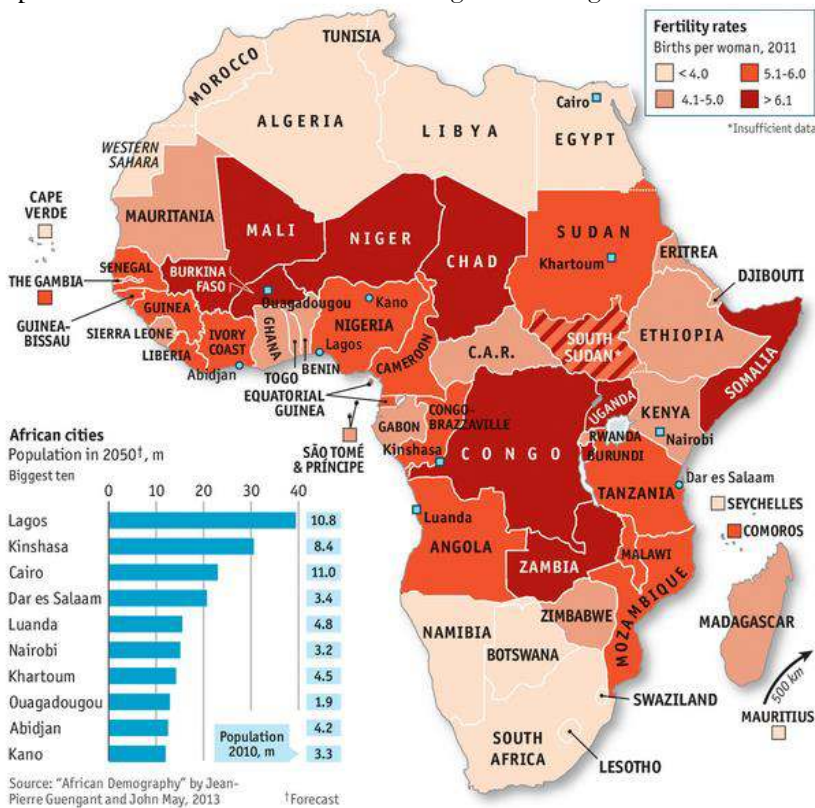 Fertility rates
Births per woman, 2011
< 4.0
5.1-6.0
4.1-5.0
> 6.1
*Insufficient data
TUNISIA
MOROCCO
ALGERIA
LIBYA
Cairo
EGYPT
WESTERN
SAHARA
CAPE
VERDE
MAURITANIA
MALI
NIGER
CHAD
SUDAN
Khartoum
ERITREA
DJIBOUTI
SENEGAL
THE GAMBIA
BURKINA
FASO
Ouagadougou
Kano
GUINEA-
BISSAU
GUINEA
SIERRA LEONE
LIBERIA
IVORY
COAST
Abidjan
GHANA
TOGO
BENIN
NIGERIA
Lagos
CAMEROON
C.A.R.
SOUTH
SUDAN*
ETHIOPIA
SOMALIA
EQUATORIAL
GUINEA
SÃO TOMÉ
& PRÍNCIPE
GABON
CONGO-
BRAZZAVILLE
Kinshasa
CONGO
UGANDA
KENYA
Nairobi
RWANDA
BURUNDI
TANZANIA
Dar es Salaam
SEYCHELLES
COMOROS
Luanda
ANGOLA
ZAMBIA
MALAWI
MOZAMBIQUE
ZIMBABWE
MADAGASCAR
NAMIBIA
BOTSWANA
SWAZILAND
SOUTH
AFRICA
LESOTHO
500 km
MAURITIUS
African cities
Population in 2050†, m
Biggest ten
0 10 20 30 40
Lagos 10.8
Kinshasa 8.4
Cairo 11.0
Dar es Salaam 3.4
Luanda 4.8
Nairobi 3.2
Khartoum 4.5
Ouagadougou 1.9
Abidjan 4.2
Kano 3.3
Population
2010, m
Source: "African Demography" by Jean-
Pierre Guengant and John May, 2013
†Forecast